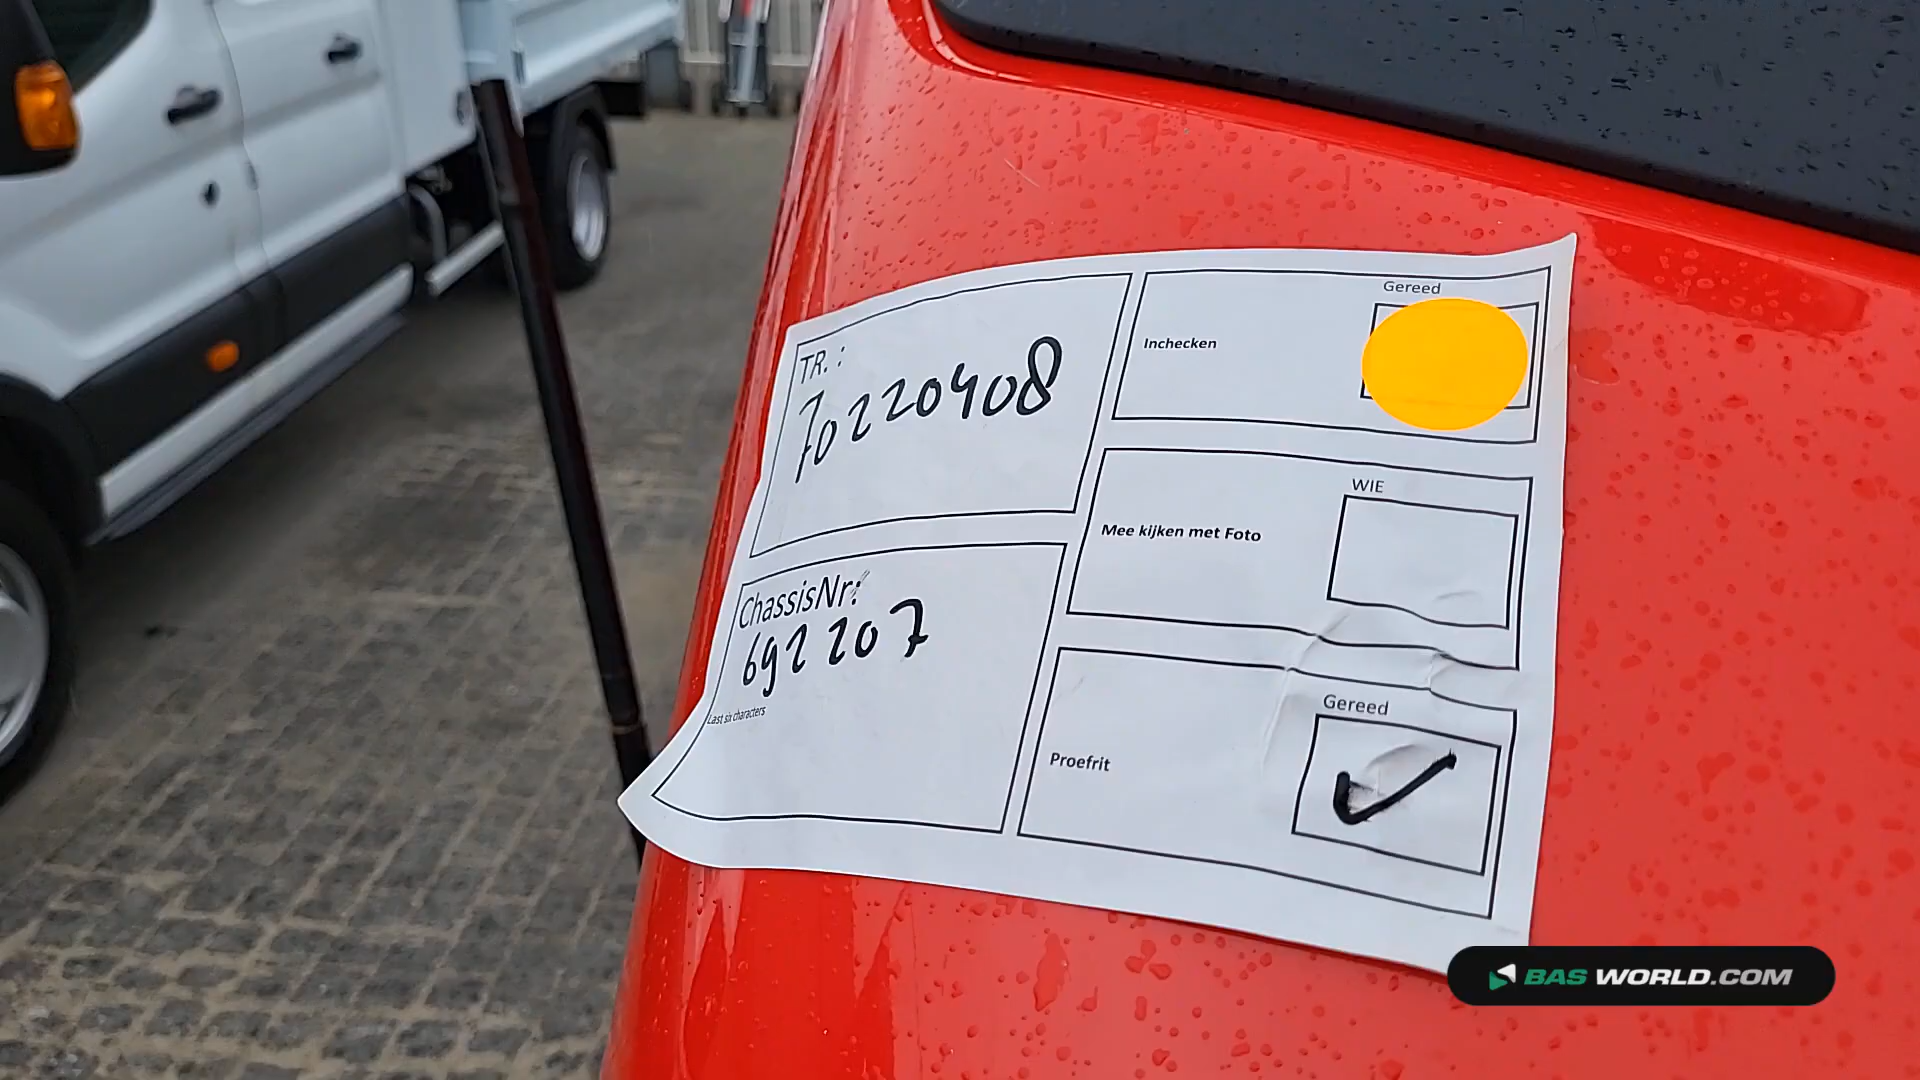 TR. :
70220408
ChassisNr:
692207
Last six characters
Gereed
Inchecken
WIE
Mee kijken met Foto
Gereed
Proefrit
BAS WORLD.COM